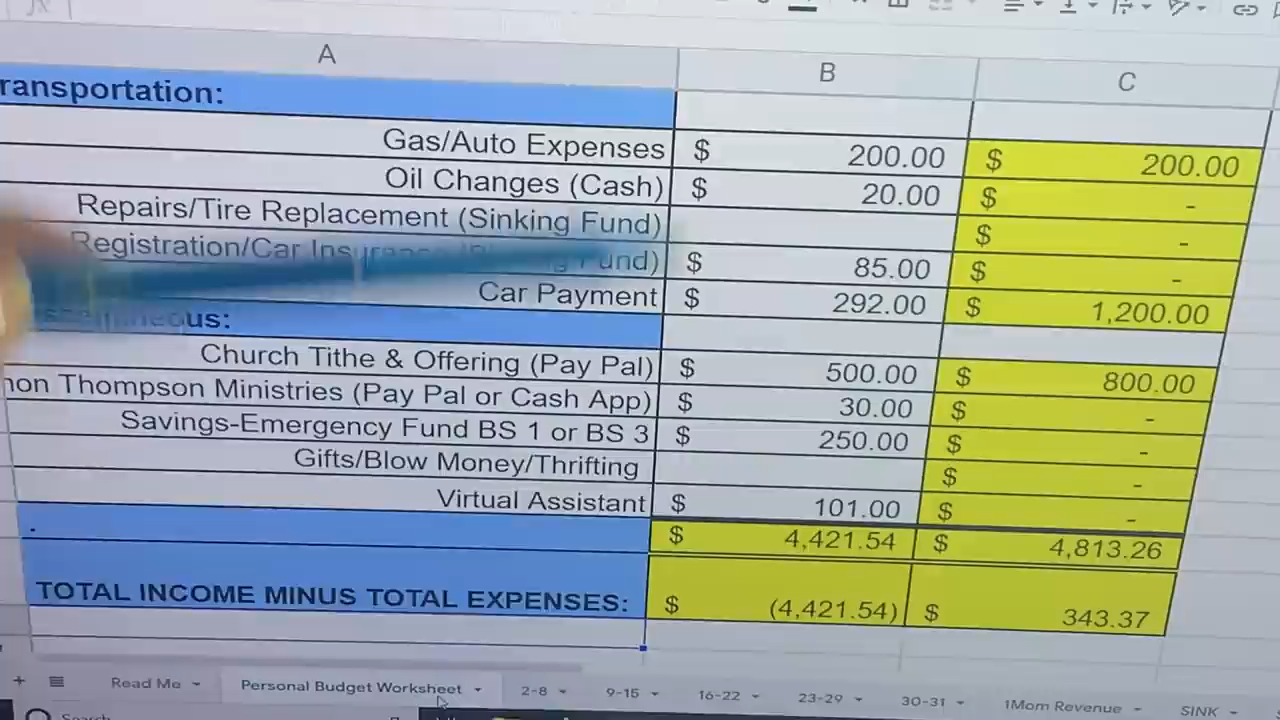 A B C
ransportation:
Gas/Auto Expenses $ 200.00 $ 200.00
Oil Changes (Cash) $ 20.00 $ -
Repairs/Tire Replacement (Sinking Fund) $ -
Registration/Car Insurance Fund) $ 85.00 $ -
Car Payment $ 292.00 $ 1,200.00
Church Tithe & Offering (Pay Pal) $ 500.00 $ 800.00
non Thompson Ministries (Pay Pal or Cash App) $ 30.00 $ -
Savings-Emergency Fund BS 1 or BS 3 $ 250.00 $ -
Gifts/Blow Money/Thrifting $ -
Virtual Assistant $ 101.00 $ -
. $ 4,421.54 $ 4,813.26
TOTAL INCOME MINUS TOTAL EXPENSES: $ (4,421.54) $ 343.37
+ Read Me Personal Budget Worksheet 2-8 9-15 16-22 23-29 30-31 1Mom Revenue SINK
Search